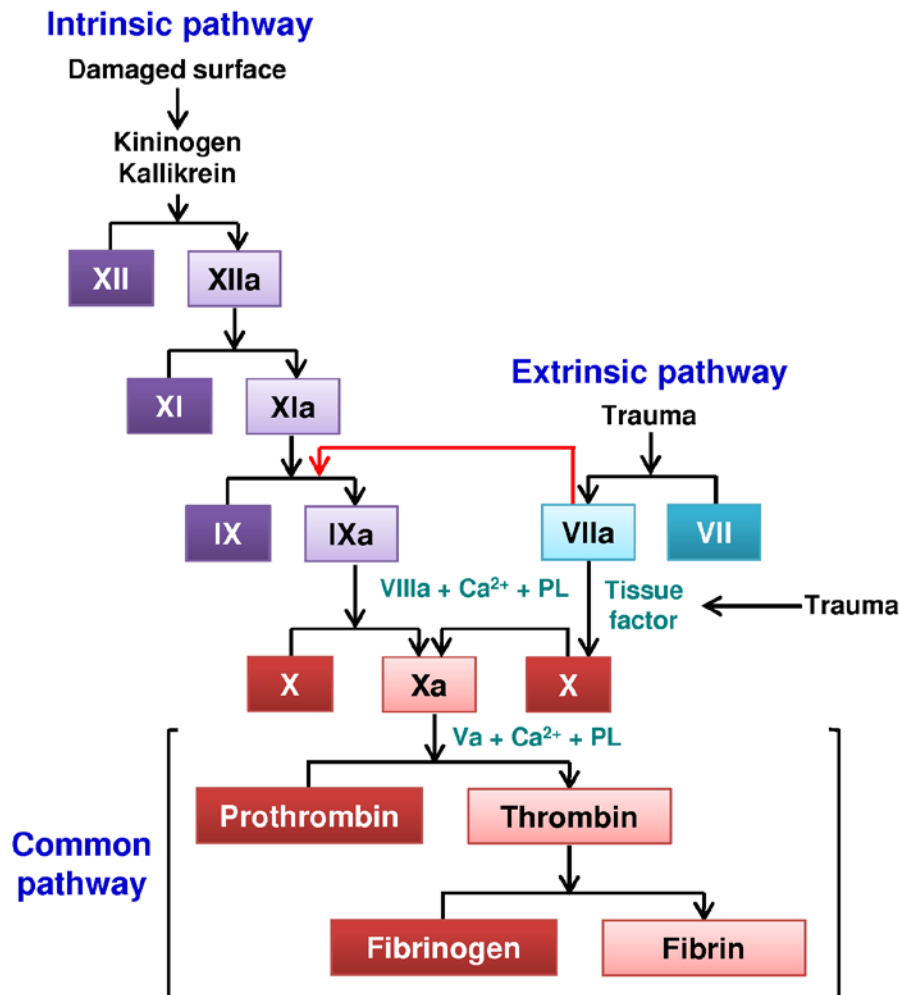 Intrinsic pathway
Damaged surface
Kininogen
Kallikrein
XII
XIIa
XI
XIa
Extrinsic pathway
Trauma
IX
IXa
VIIa
VII
VIIIa + Ca²⁺ + PL
Tissue
factor
Trauma
X
Xa
X
Va + Ca²⁺ + PL
Prothrombin
Thrombin
Common
pathway
Fibrinogen
Fibrin